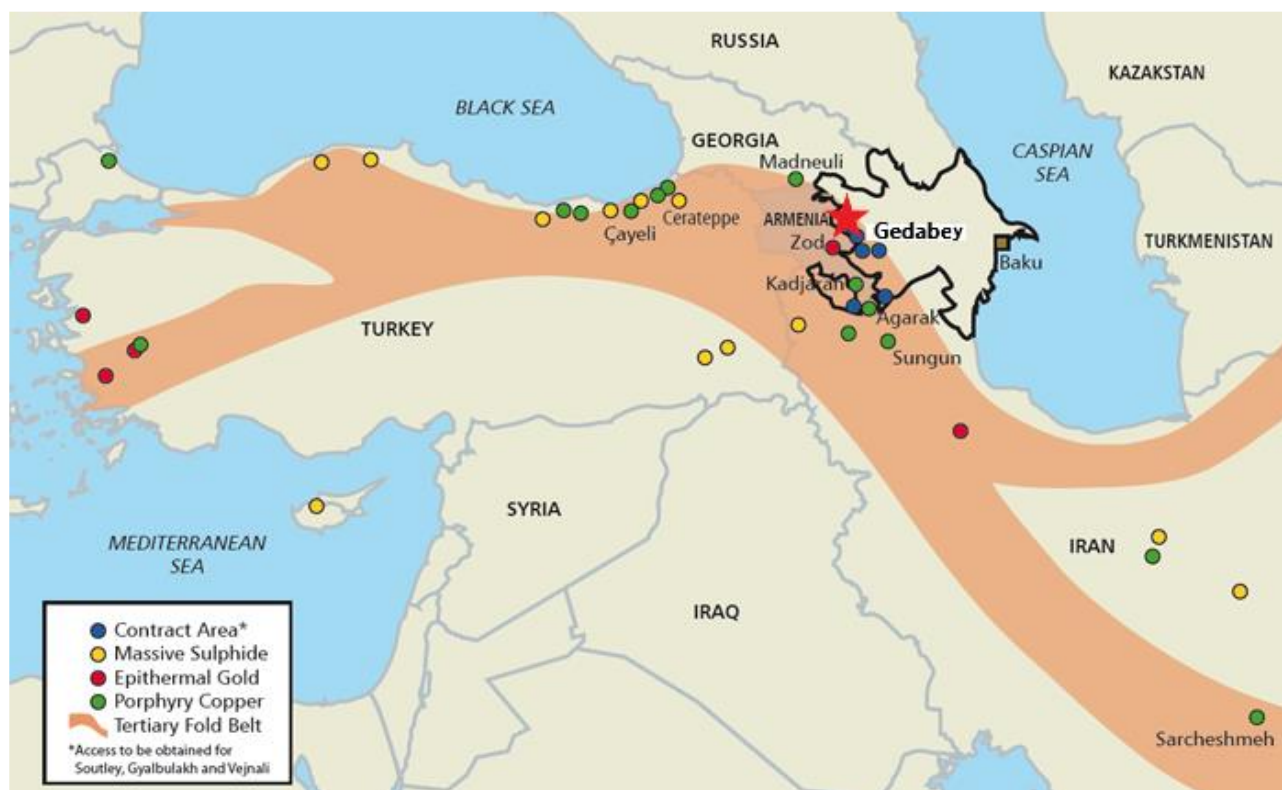 RUSSIA
KAZAKSTAN
BLACK SEA
GEORGIA
Madneuli
CASPIAN
SEA
ARMENIA
Gedabey
Cerateppe
Çayeli
Zod
Baku
TURKMENISTAN
Kadjaran
Agarak
TURKEY
Sungun
SYRIA
MEDITERRANEAN
SEA
IRAN
IRAQ
Sarcheshmeh
Contract Area*
Massive Sulphide
Epithermal Gold
Porphyry Copper
Tertiary Fold Belt
*Access to be obtained for
Soutley, Gyalbulakh and Vejnali